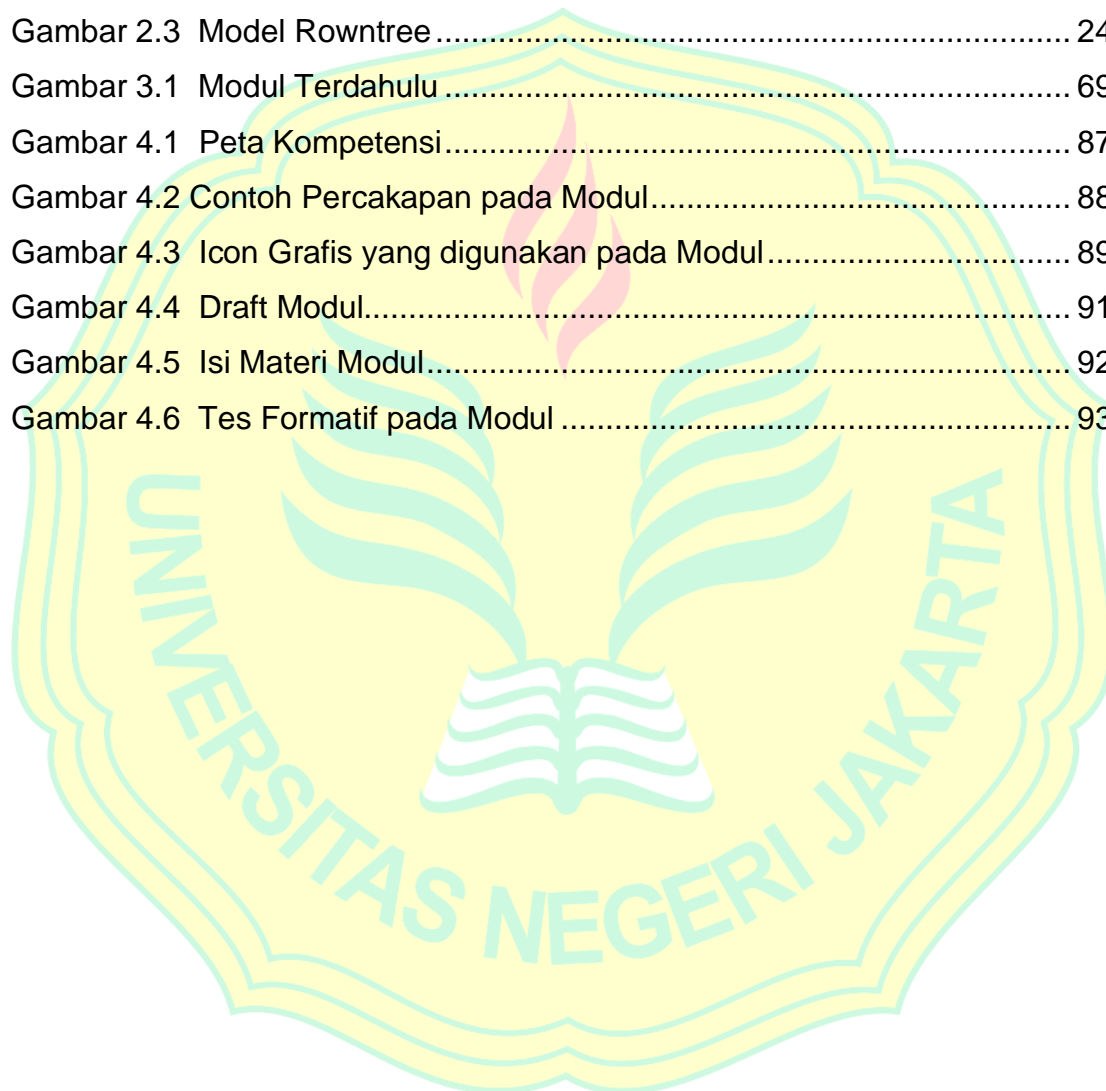 Gambar 2.3  Model Rowntree ............................................................................. 24
Gambar 3.1  Modul Terdahulu ............................................................................ 69
Gambar 4.1  Peta Kompetensi ............................................................................ 87
Gambar 4.2 Contoh Percakapan pada Modul ................................................... 88
Gambar 4.3  Icon Grafis yang digunakan pada Modul ..................................... 89
Gambar 4.4  Draft Modul ...................................................................................... 91
Gambar 4.5  Isi Materi Modul .............................................................................. 92
Gambar 4.6  Tes Formatif pada Modul .............................................................. 93
UNIVERSITAS NEGERI JAKARTA